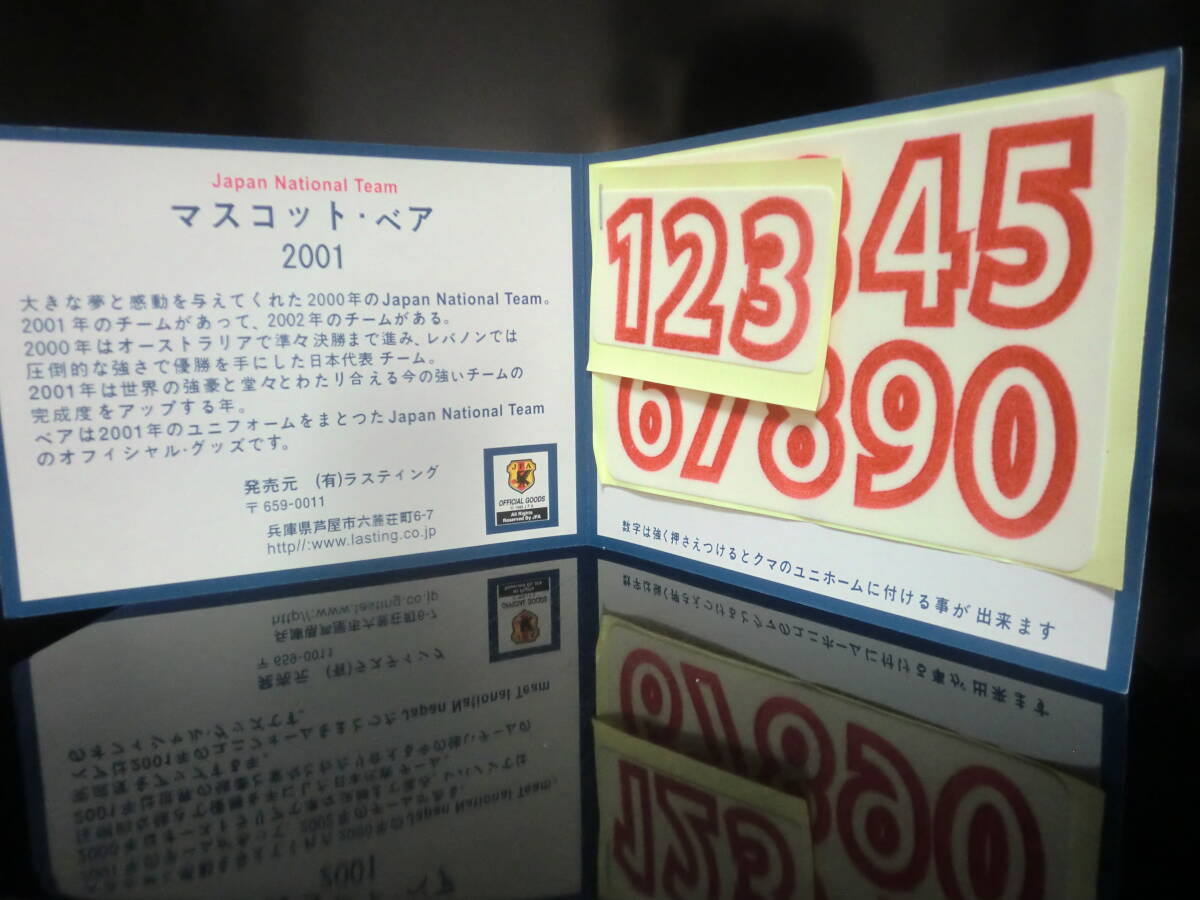 Japan National Team
マスコット・ベア
2001
大きな夢と感動を与えてくれた2000年のJapan National Team。
2001年のチームがあって、2002年のチームがある。
2000年はオーストラリアで準々決勝まで進み、レバノンでは
圧倒的な強さで優勝を手にした日本代表チーム。
2001年は世界の強豪と堂々とわたり合える今の強いチームの
完成度をアップする年。
ベアは2001年のユニフォームをまとつたJapan National Team
のオフィシャル・グッズです。
発売元 (有)ラスティング
〒659-0011
兵庫県芦屋市六麓荘町6-7
http//:www.lasting.co.jp
JFA
OFFICIAL GOODS
All Rights
Reserved By JFA
123
345
67890
数字は強く押さえつけるとクマのユニホームに付ける事が出来ます